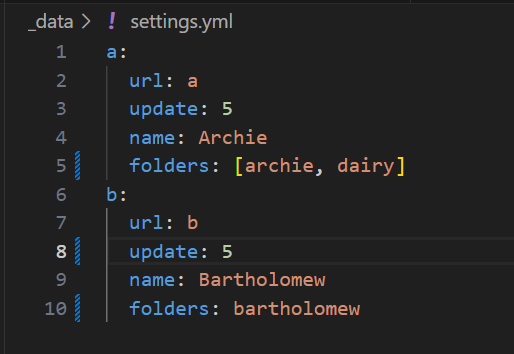 _data > ! settings.yml
1 a:
2   url: a
3   update: 5
4   name: Archie
5   folders: [archie, dairy]
6 b:
7   url: b
8   update: 5
9   name: Bartholomew
10   folders: bartholomew